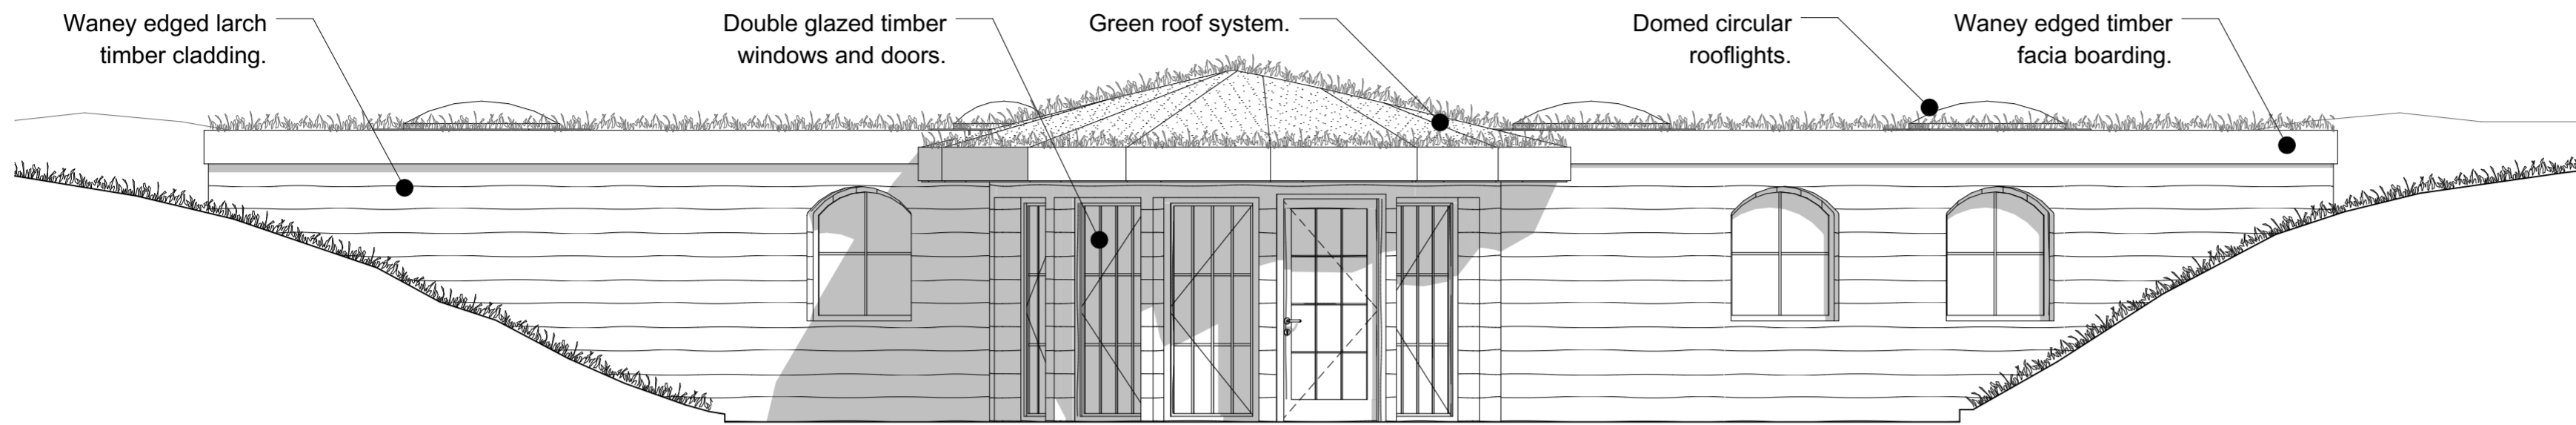 Waney edged larch
timber cladding.
Double glazed timber
windows and doors.
Green roof system.
Domed circular
rooflights.
Waney edged timber
facia boarding.